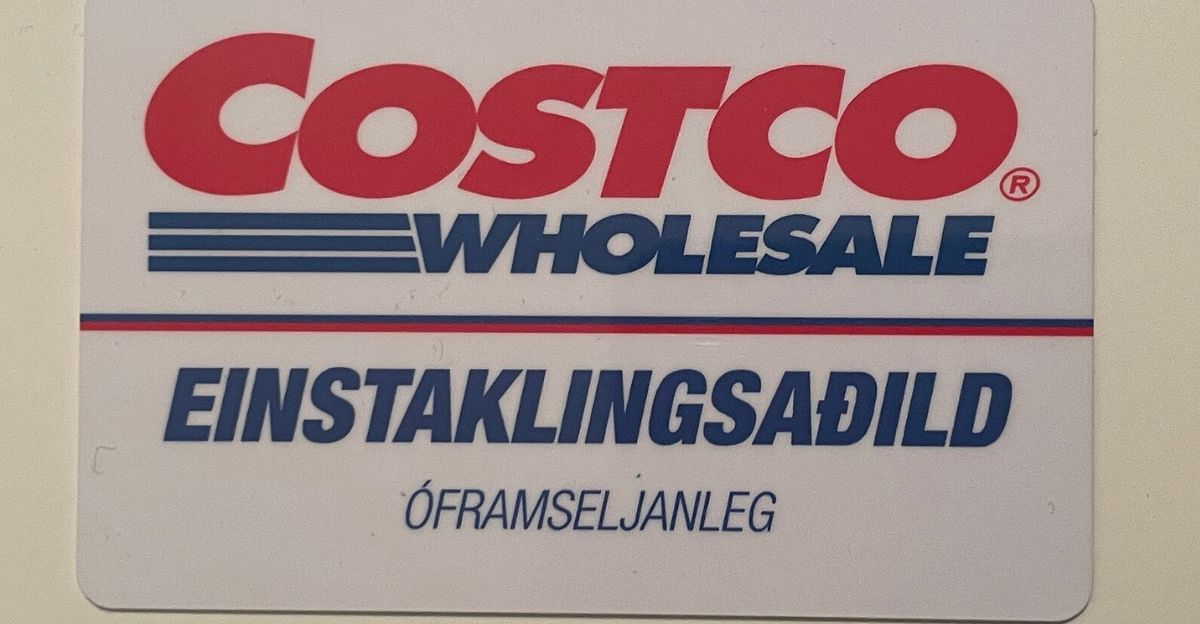 COSTCO®
WHOLESALE
EINSTAKLINGSAÐILD
ÓFRAMSELJANLEG